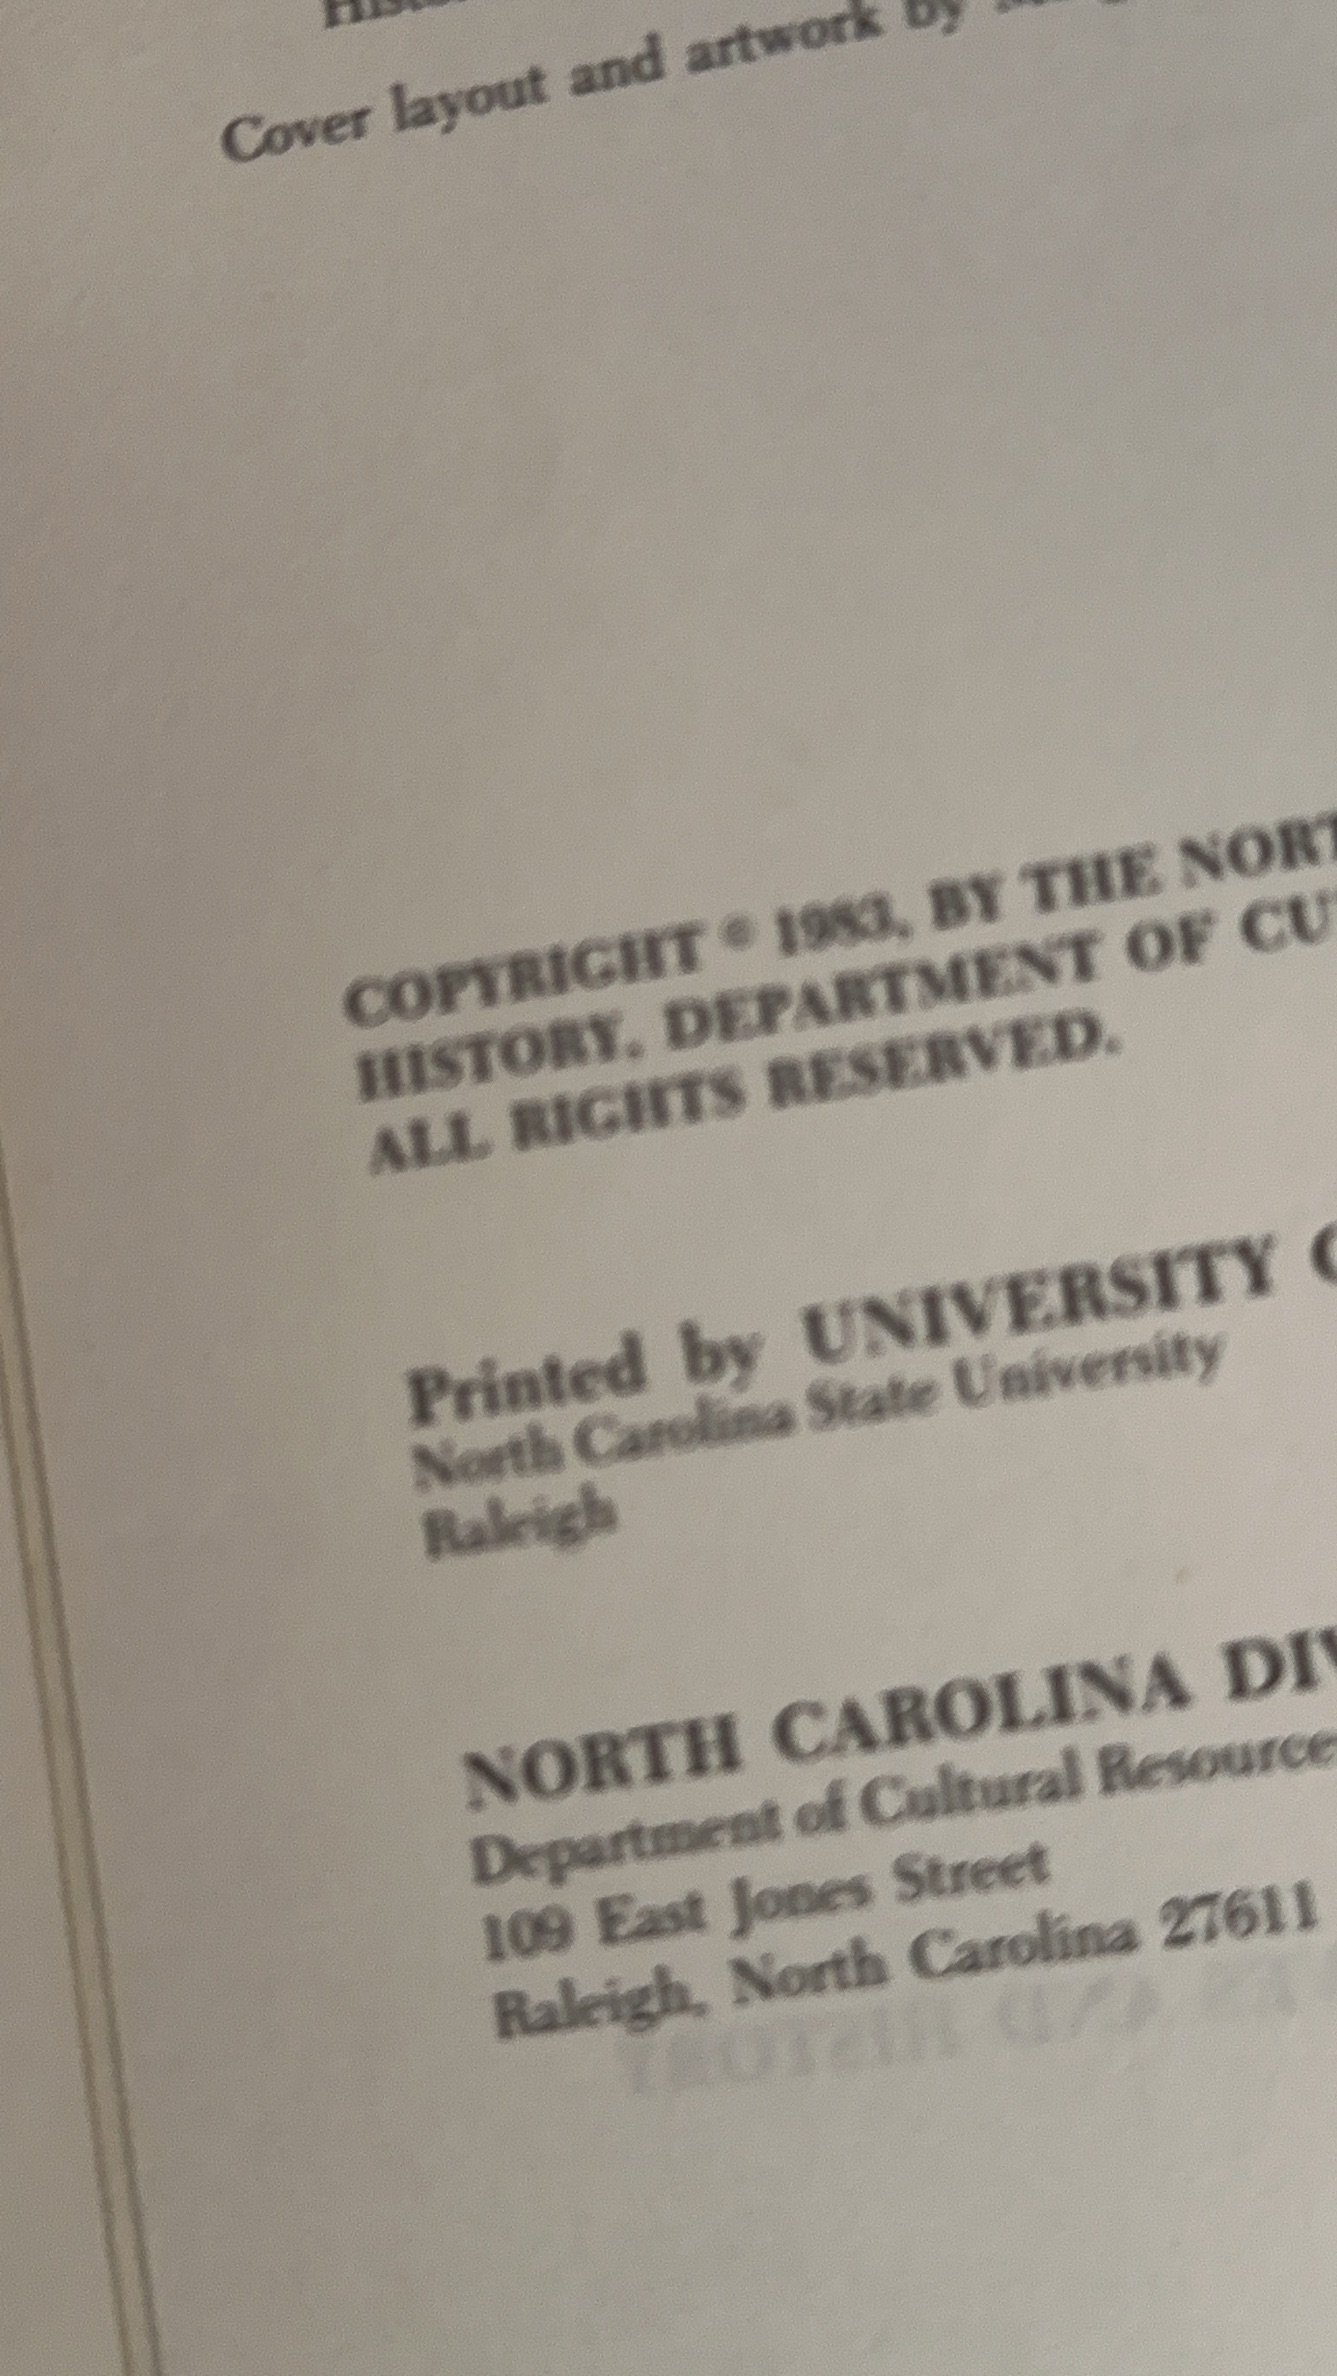 Cover layout and artwork by
COPYRIGHT © 1983, BY THE NORT
HISTORY, DEPARTMENT OF CU
ALL RIGHTS RESERVED.
Printed by UNIVERSITY
North Carolina State University
Raleigh
NORTH CAROLINA DIV
Department of Cultural Resource
109 East Jones Street
Raleigh, North Carolina 27611